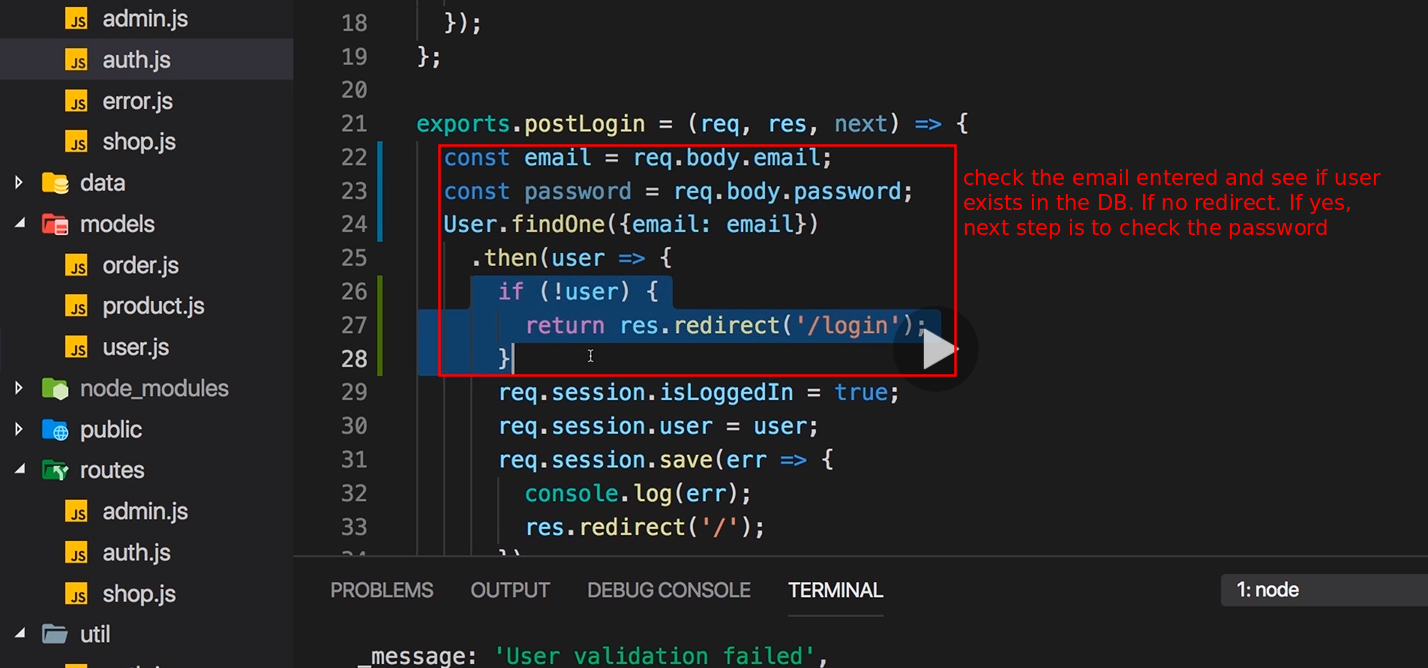 admin.js
auth.js
error.js
shop.js
data
models
order.js
product.js
user.js
node_modules
public
routes
admin.js
auth.js
shop.js
util
18 });
19 };
20
21 exports.postLogin = (req, res, next) => {
22 const email = req.body.email;
23 const password = req.body.password;
24 User.findOne({email: email})
25 .then(user => {
26 if (!user) {
27 return res.redirect('/login');
28 }
29 req.session.isLoggedIn = true;
30 req.session.user = user;
31 req.session.save(err => {
32 console.log(err);
33 res.redirect('/');
check the email entered and see if user
exists in the DB. If no redirect. If yes,
next step is to check the password
PROBLEMS OUTPUT DEBUG CONSOLE TERMINAL 1: node
_message: 'User validation failed',